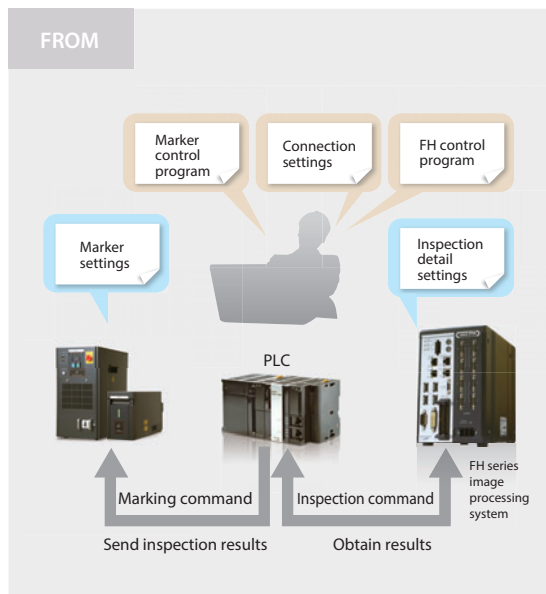 FROM
Marker
control
program
Connection
settings
FH control
program
Marker
settings
Inspection
detail
settings
PLC
FH series
image
processing
system
Marking command
Inspection command
Send inspection results
Obtain results